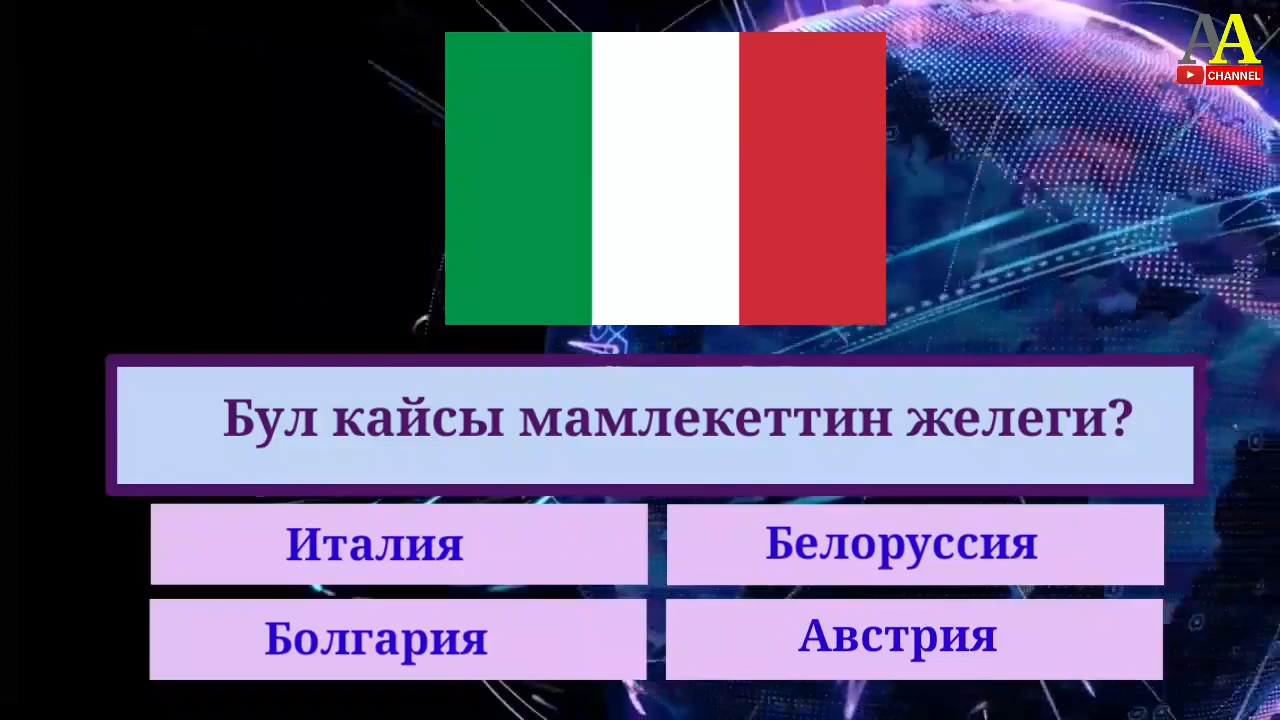 AA
CHANNEL
Бул кайсы мамлекеттин желеги?
Италия
Белоруссия
Болгария
Австрия